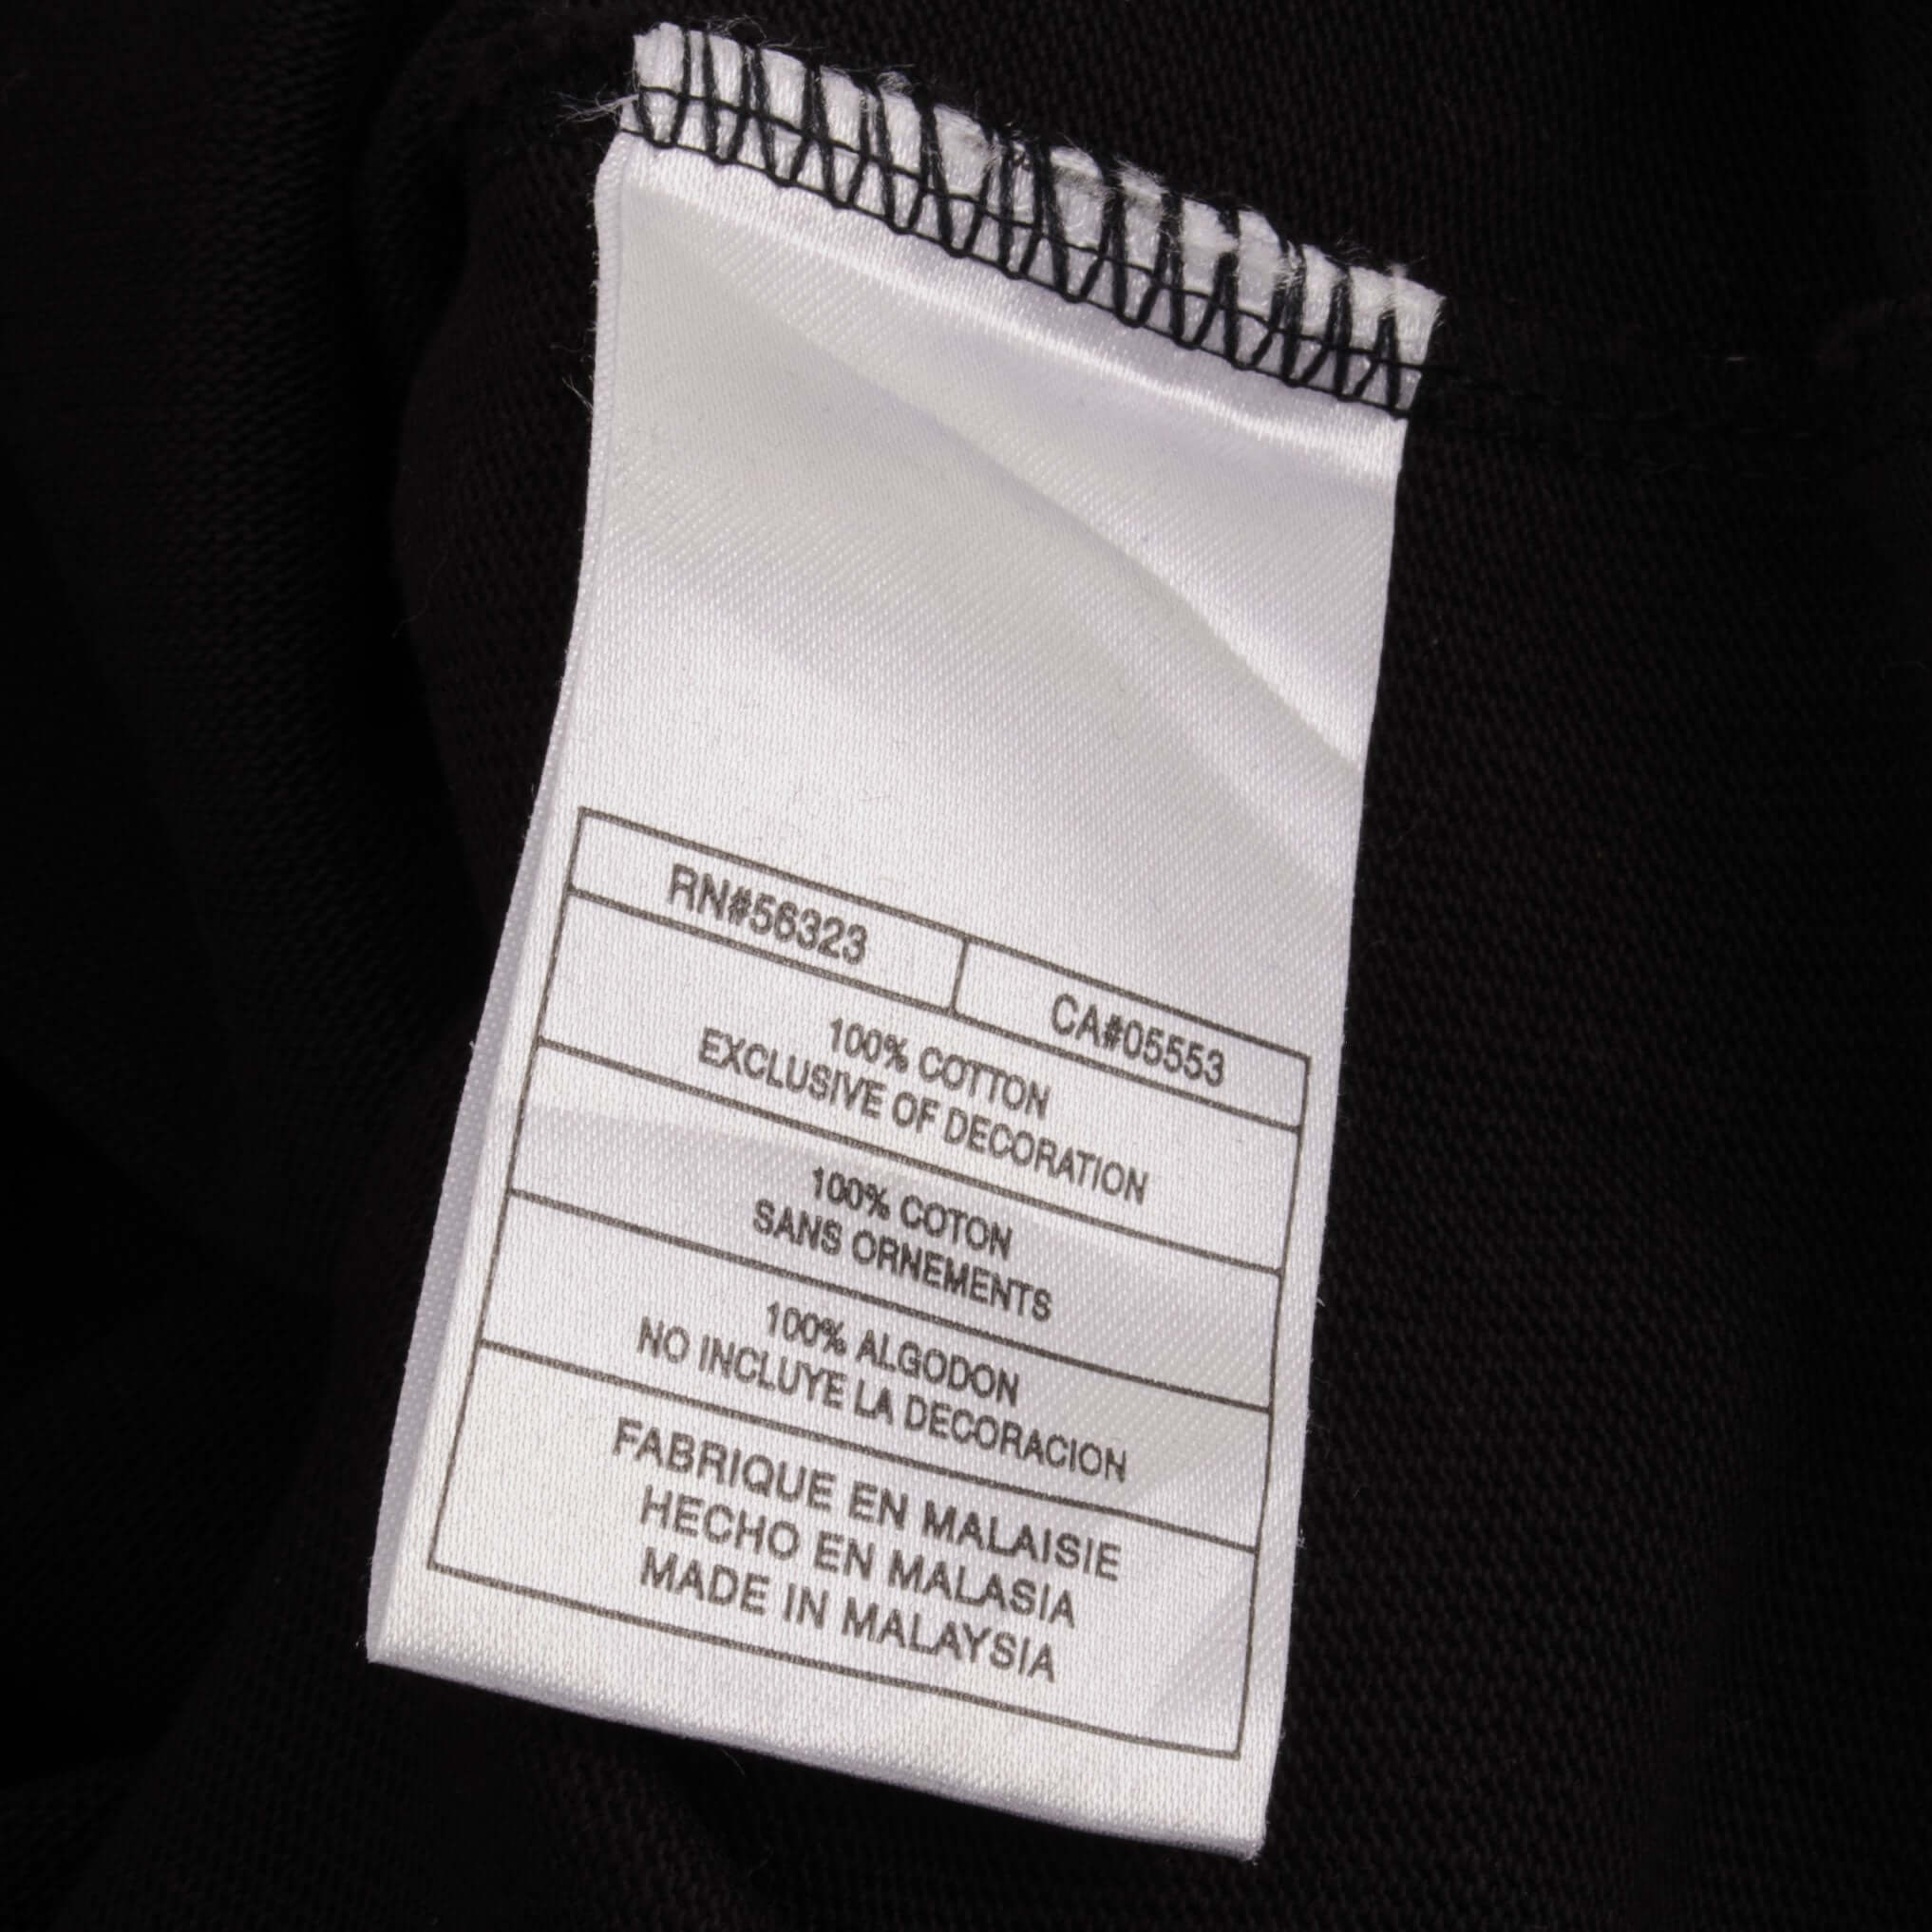 RN#56323
CA#05553
100% COTTON
EXCLUSIVE OF DECORATION
100% COTON
SANS ORNEMENTS
100% ALGODON
NO INCLUYE LA DECORACION
FABRIQUE EN MALAISIE
HECHO EN MALASIA
MADE IN MALAYSIA